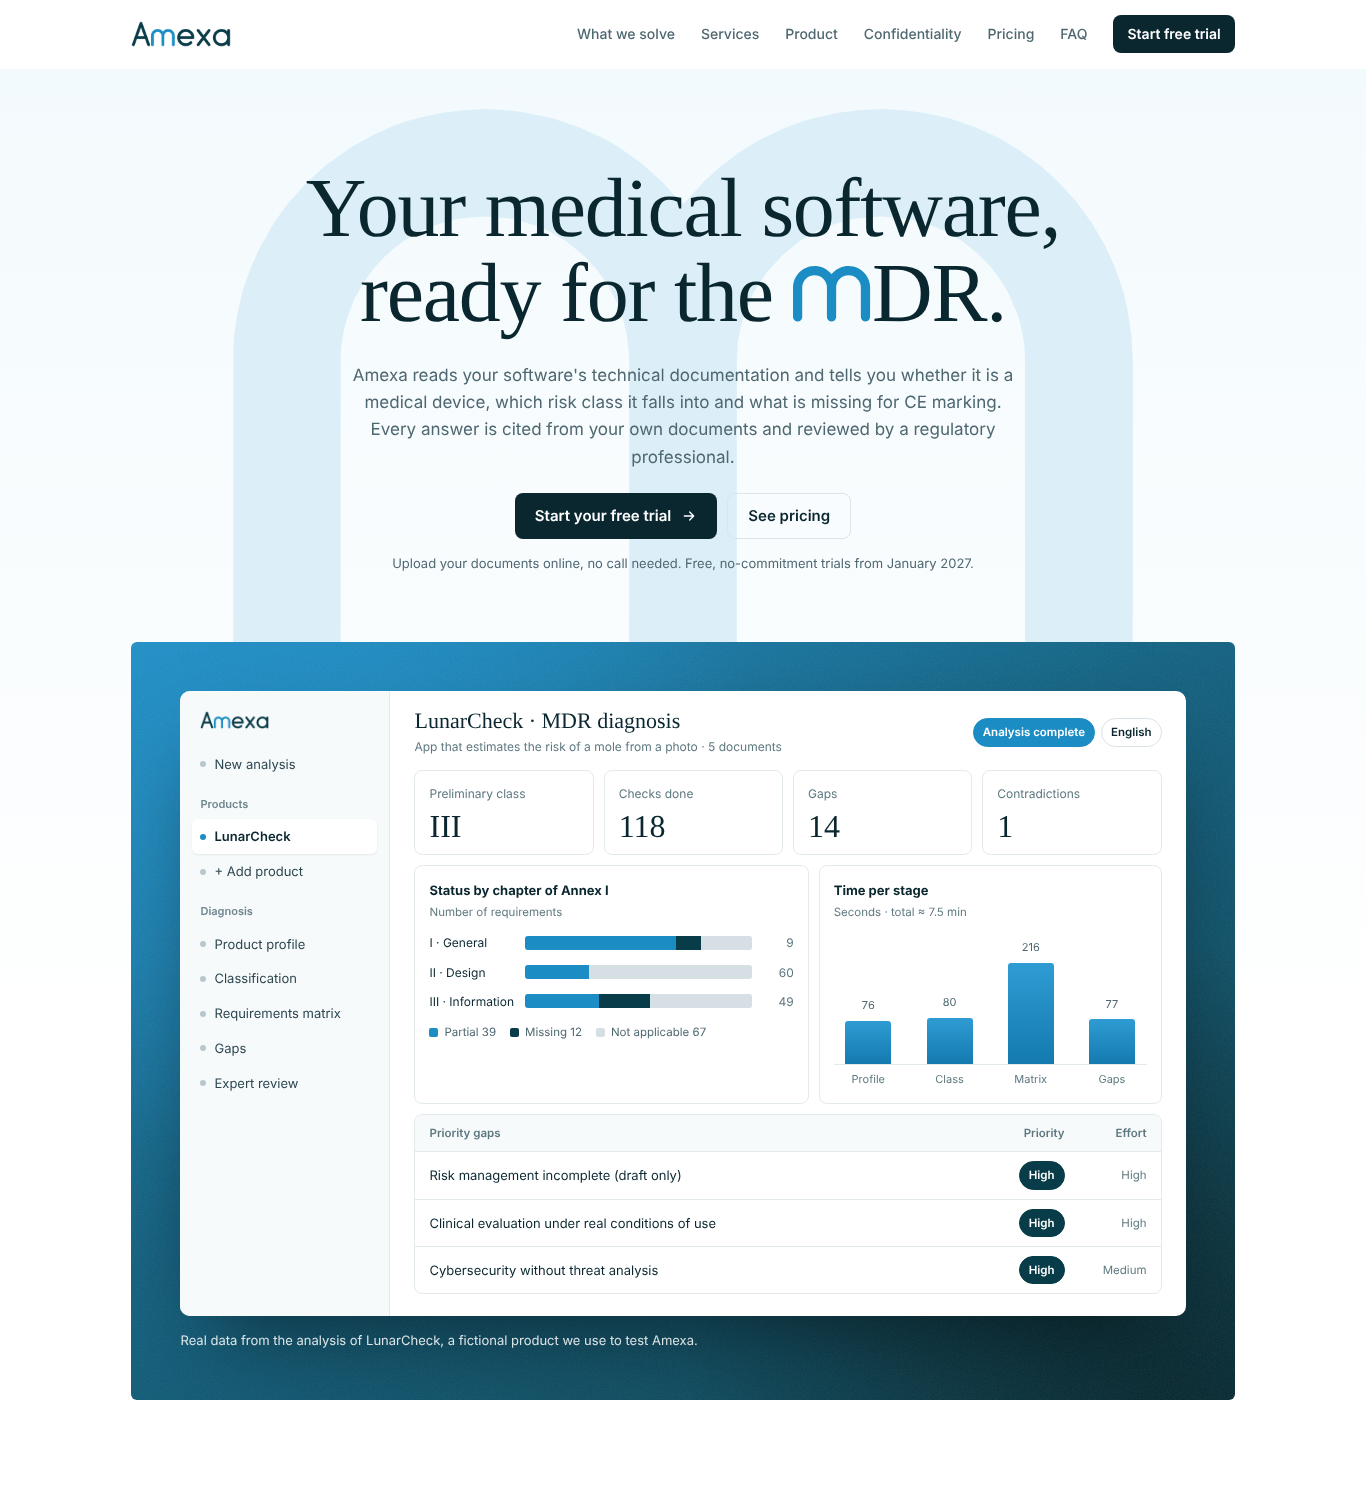 Amexa
What we solve
Services
Product
Confidentiality
Pricing
FAQ
Start free trial
Your medical software,
ready for the mDR.
Amexa reads your software's technical documentation and tells you whether it is a
medical device, which risk class it falls into and what is missing for CE marking.
Every answer is cited from your own documents and reviewed by a regulatory
professional.
Start your free trial →
See pricing
Upload your documents online, no call needed. Free, no-commitment trials from January 2027.
Amexa
New analysis
Products
LunarCheck
+ Add product
Diagnosis
Product profile
Classification
Requirements matrix
Gaps
Expert review
LunarCheck · MDR diagnosis
App that estimates the risk of a mole from a photo · 5 documents
Analysis complete
English
Preliminary class
III
Checks done
118
Gaps
14
Contradictions
1
Status by chapter of Annex I
Number of requirements
I · General 9
II · Design 60
III · Information 49
Partial 39
Missing 12
Not applicable 67
Time per stage
Seconds · total ≈ 7.5 min
76
80
216
77
Profile
Class
Matrix
Gaps
Priority gaps Priority Effort
Risk management incomplete (draft only) High High
Clinical evaluation under real conditions of use High High
Cybersecurity without threat analysis High Medium
Real data from the analysis of LunarCheck, a fictional product we use to test Amexa.